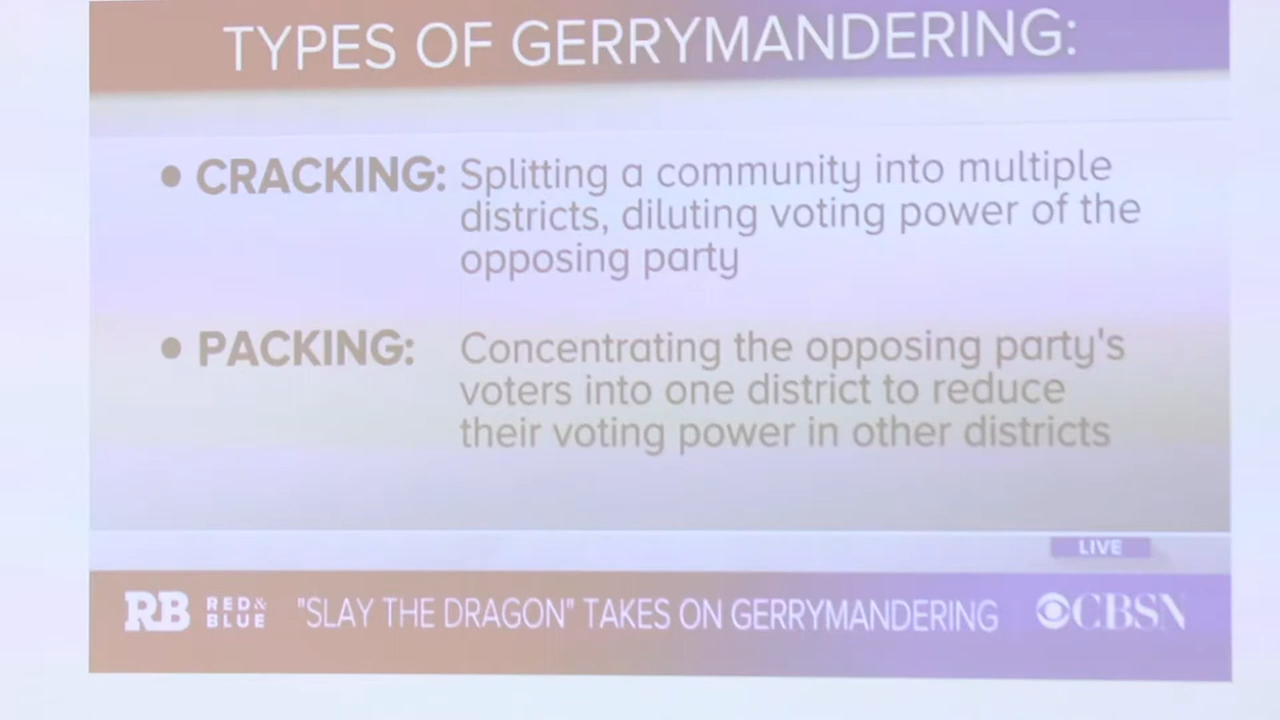 TYPES OF GERRYMANDERING:
• CRACKING: Splitting a community into multiple
districts, diluting voting power of the
opposing party
• PACKING: Concentrating the opposing party's
voters into one district to reduce
their voting power in other districts
LIVE
RB RED & BLUE "SLAY THE DRAGON" TAKES ON GERRYMANDERING CBSN